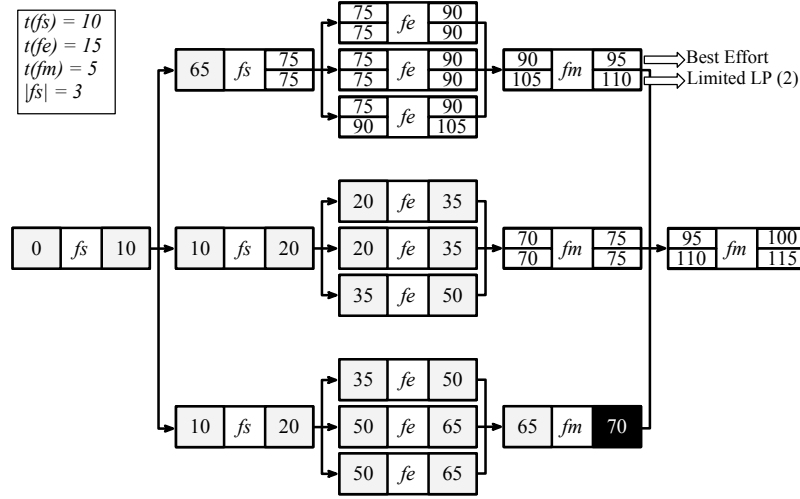 t(fs) = 10
t(fe) = 15
t(fm) = 5
|fs| = 3
75 fe 90
75 90
65 fs 75
75
75 fe 90
75 90
75 fe 90
90 105
90 fm 95
105 110
Best Effort
Limited LP (2)
0 fs 10
10 fs 20
20 fe 35
20 fe 35
35 fe 50
70 fm 75
70 75
95 fm 100
110 115
10 fs 20
35 fe 50
50 fe 65
50 fe 65
65 fm 70